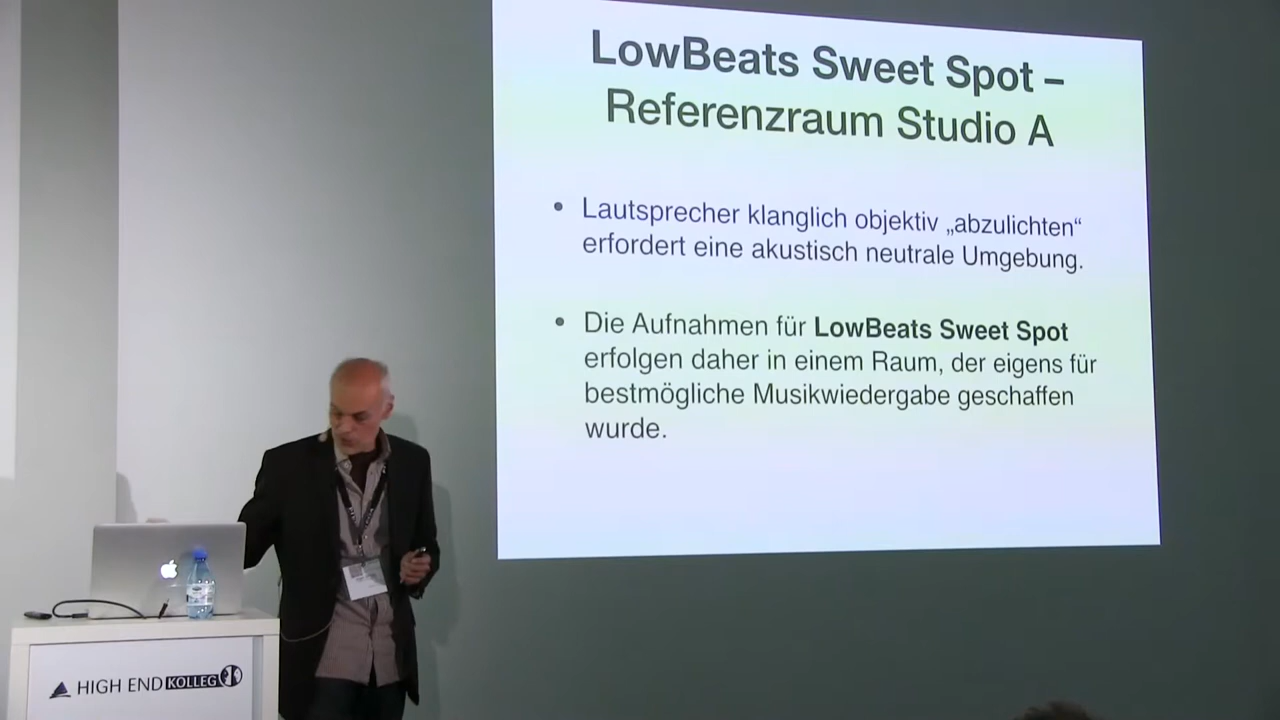 LowBeats Sweet Spot –
Referenzraum Studio A
• Lautsprecher klanglich objektiv „abzulichten“
erfordert eine akustisch neutrale Umgebung.
• Die Aufnahmen für LowBeats Sweet Spot
erfolgen daher in einem Raum, der eigens für
bestmögliche Musikwiedergabe geschaffen
wurde.
HIGH END KOLLEG